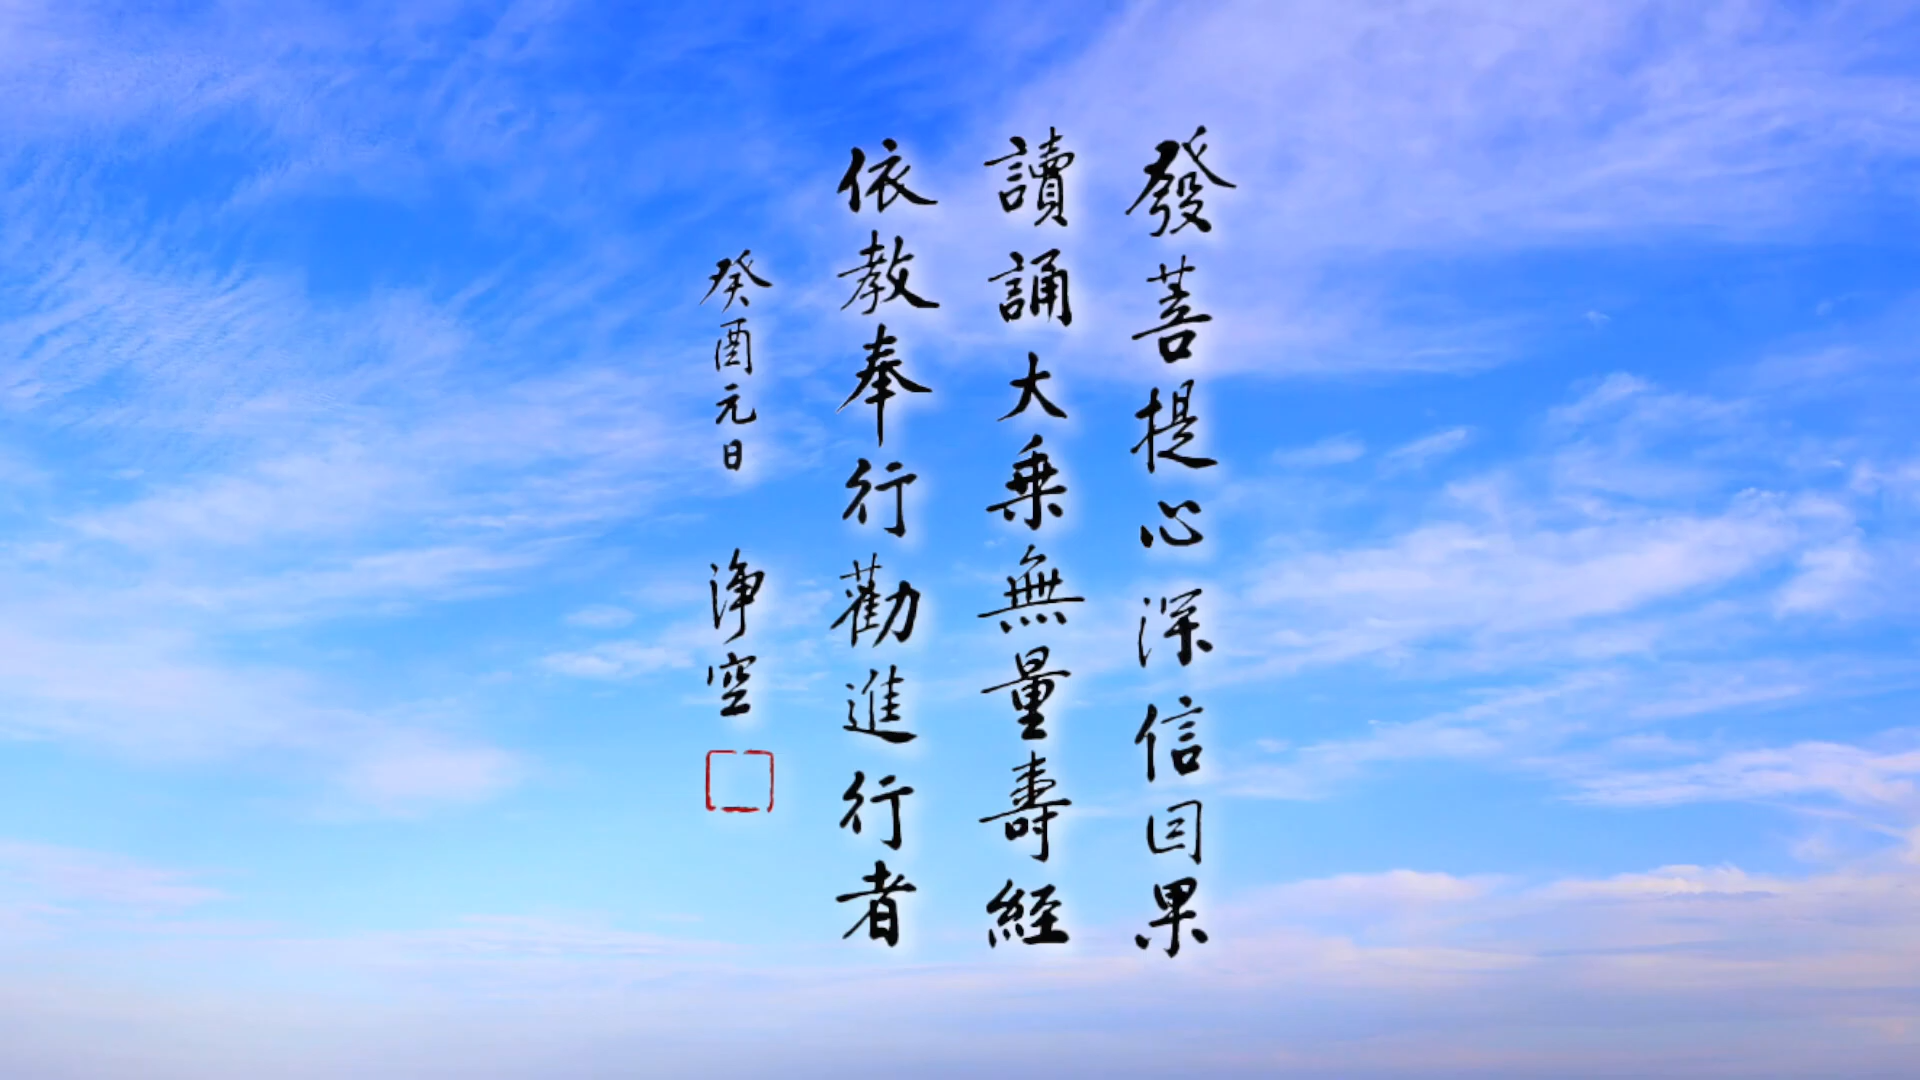 發菩提心深信因果
讀誦大乘無量壽經
依教奉行勸進行者
癸酉元日 淨空